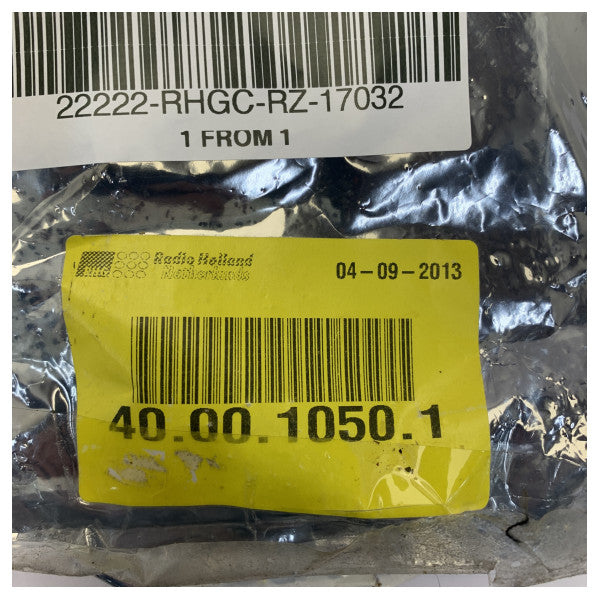 22222-RHGC-RZ-17032
1 FROM 1
Radio Holland
Netherlands
04-09-2013
40.00.1050.1